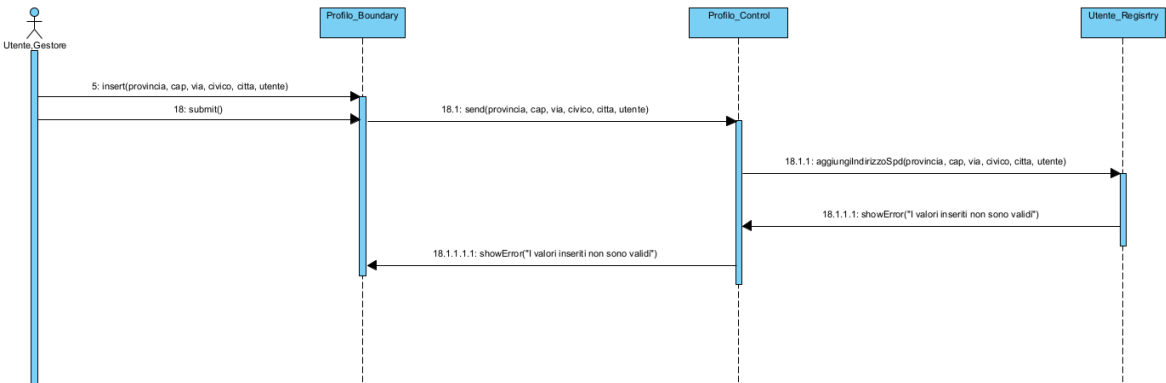 Profilo_Boundary
Profilo_Control
Utente_Regisrtry
Utente,Gestore
5: insert(provincia, cap, via, civico, citta, utente)
18: submit()
18.1: send(provincia, cap, via, civico, citta, utente)
18.1.1: aggiungiIndirizzoSpd(provincia, cap, via, civico, citta, utente)
18.1.1.1: showError("I valori inseriti non sono validi")
18.1.1.1.1: showError("I valori inseriti non sono validi")